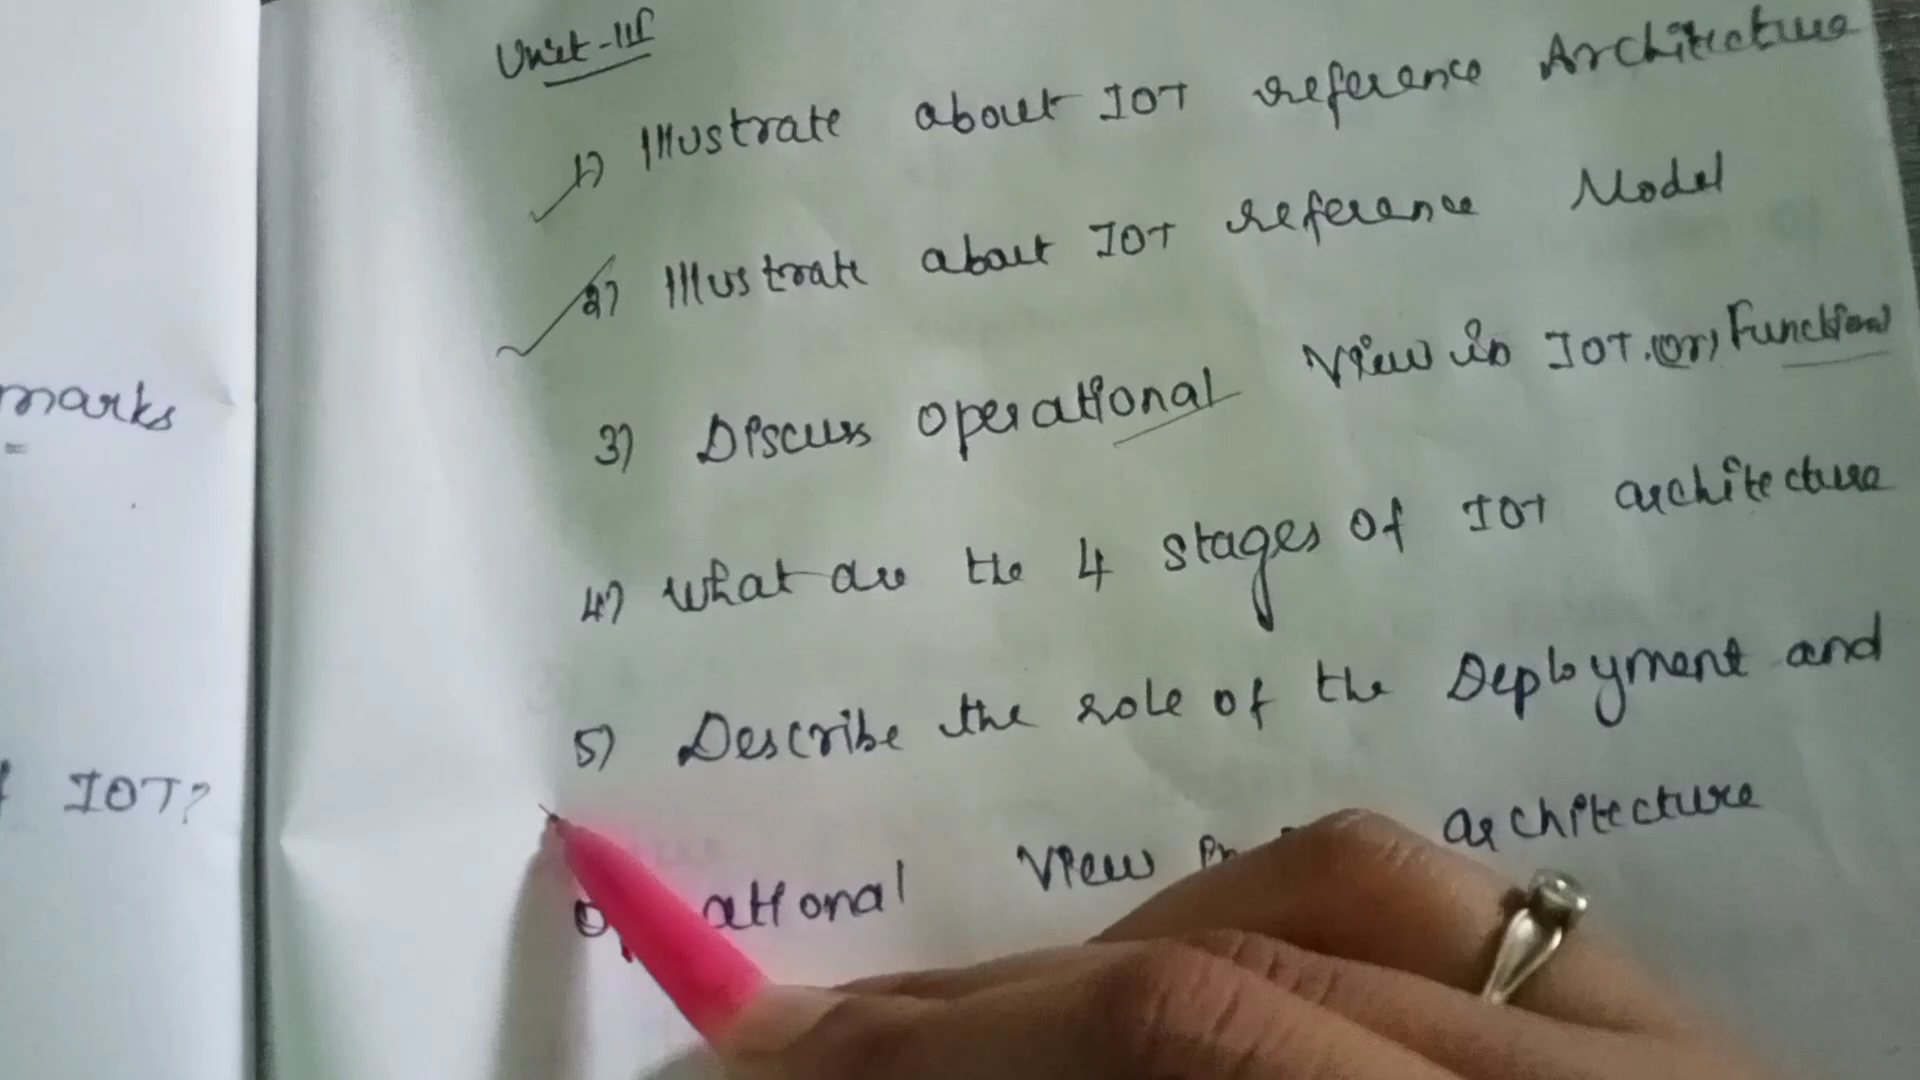 marks
IOT?
Unit-III
1) Illustrate about IOT reference Architecture
2) Illustrate about IOT reference Model
3) Discuss operational View in IOT. (or) Functional
4) What are the 4 stages of IOT architecture
5) Describe the role of the Deployment and
View architecture